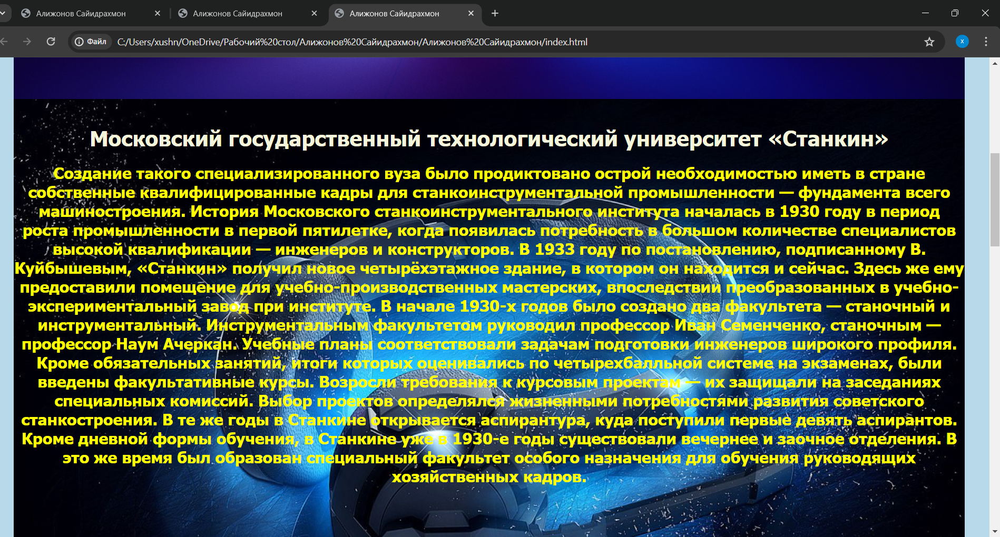 Алижонов Сайидрахмон
Алижонов Сайидрахмон
Алижонов Сайидрахмон
Файл
C:/Users/xushn/OneDrive/Рабочий%20стол/Алижонов%20Сайидрахмон/Алижонов%20Сайидрахмон/index.html
x
Московский государственный технологический университет «Станкин»
Создание такого специализированного вуза было продиктовано острой необходимостью иметь в стране
собственные квалифицированные кадры для станкоинструментальной промышленности — фундамента всего
машиностроения. История Московского станкоинструментального института началась в 1930 году в период
роста промышленности в первой пятилетке, когда появилась потребность в большом количестве специалистов
высокой квалификации — инженеров и конструкторов. В 1933 году по постановлению, подписанному В.
Куйбышевым, «Станкин» получил новое четырёхэтажное здание, в котором он находится и сейчас. Здесь же ему
предоставили помещение для учебно-производственных мастерских, впоследствии преобразованных в учебно-
экспериментальный завод при институте. В начале 1930-х годов было создано два факультета — станочный и
инструментальный. Инструментальным факультетом руководил профессор Иван Семенченко, станочным —
профессор Наум Ачеркан. Учебные планы соответствовали задачам подготовки инженеров широкого профиля.
Кроме обязательных занятий, итоги которых оценивались по четырехбалльной системе на экзаменах, были
введены факультативные курсы. Возросли требования к курсовым проектам — их защищали на заседаниях
специальных комиссий. Выбор проектов определялся жизненными потребностями развития советского
станкостроения. В те же годы в Станкине открывается аспирантура, куда поступили первые девять аспирантов.
Кроме дневной формы обучения, в Станкине уже в 1930-е годы существовали вечернее и заочное отделения. В
это же время был образован специальный факультет особого назначения для обучения руководящих
хозяйственных кадров.